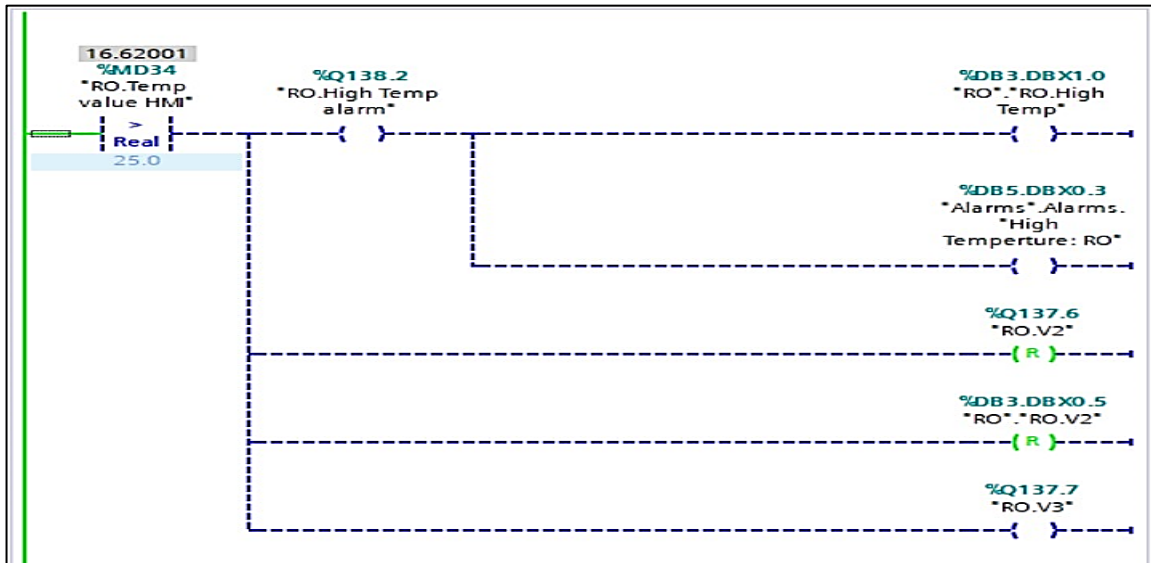 16.62001
%MD34
"RO.Temp
value HMI"
>
Real
25.0
%Q138.2
"RO.High Temp
alarm"
%DB3.DBX1.0
"RO"."RO.High
Temp"
%DB5.DBX0.3
"Alarms".Alarms.
"High
Temperture: RO"
%Q137.6
"RO.V2"
R
%DB3.DBX0.5
"RO"."RO.V2"
R
%Q137.7
"RO.V3"